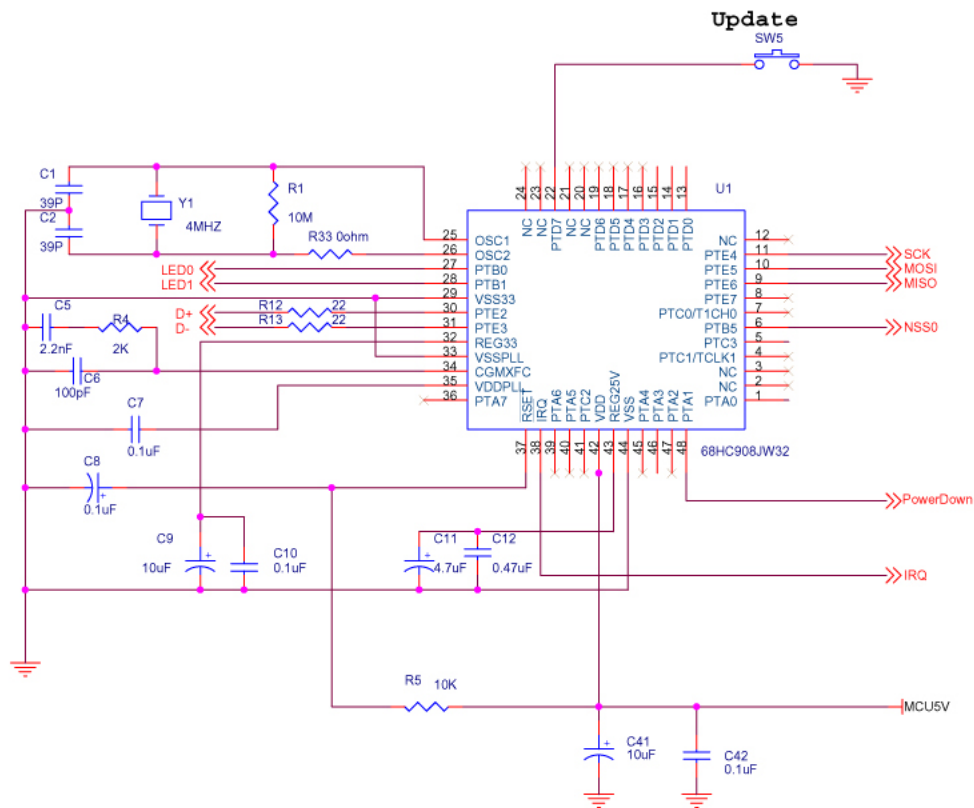 Update
SW5
C1
39P
C2
39P
Y1
4MHZ
R1
10M
R33 0ohm
LED0
LED1
D+
D-
R12 22
R13 22
C5
2.2nF
R4
2K
C6
100pF
C7
0.1uF
C8
+
0.1uF
C9
+
10uF
C10
0.1uF
C11
+
4.7uF
C12
0.47uF
R5 10K
C41
+
10uF
C42
0.1uF
U1
68HC908JW32
24 23 22 21 20 19 18 17 16 15 14 13
NC NC PTD7 NC NC PTD6 PTD5 PTD4 PTD3 PTD2 PTD1 PTD0
25 OSC1
26 OSC2
27 PTB0
28 PTB1
29 VSS33
30 PTE2
31 PTE3
32 REG33
33 VSSPLL
34 CGMXFC
35 VDDPLL
36 PTA7
NC 12
PTE4 11
PTE5 10
PTE6 9
PTE7 8
PTC0/T1CH0 7
PTB5 6
PTC3 5
PTC1/TCLK1 4
NC 3
NC 2
PTA0 1
RSET IRQ PTA6 PTA5 PTC2 VDD REG25V VSS PTA4 PTA3 PTA2 PTA1
37 38 39 40 41 42 43 44 45 46 47 48
SCK
MOSI
MISO
NSS0
PowerDown
IRQ
MCU5V